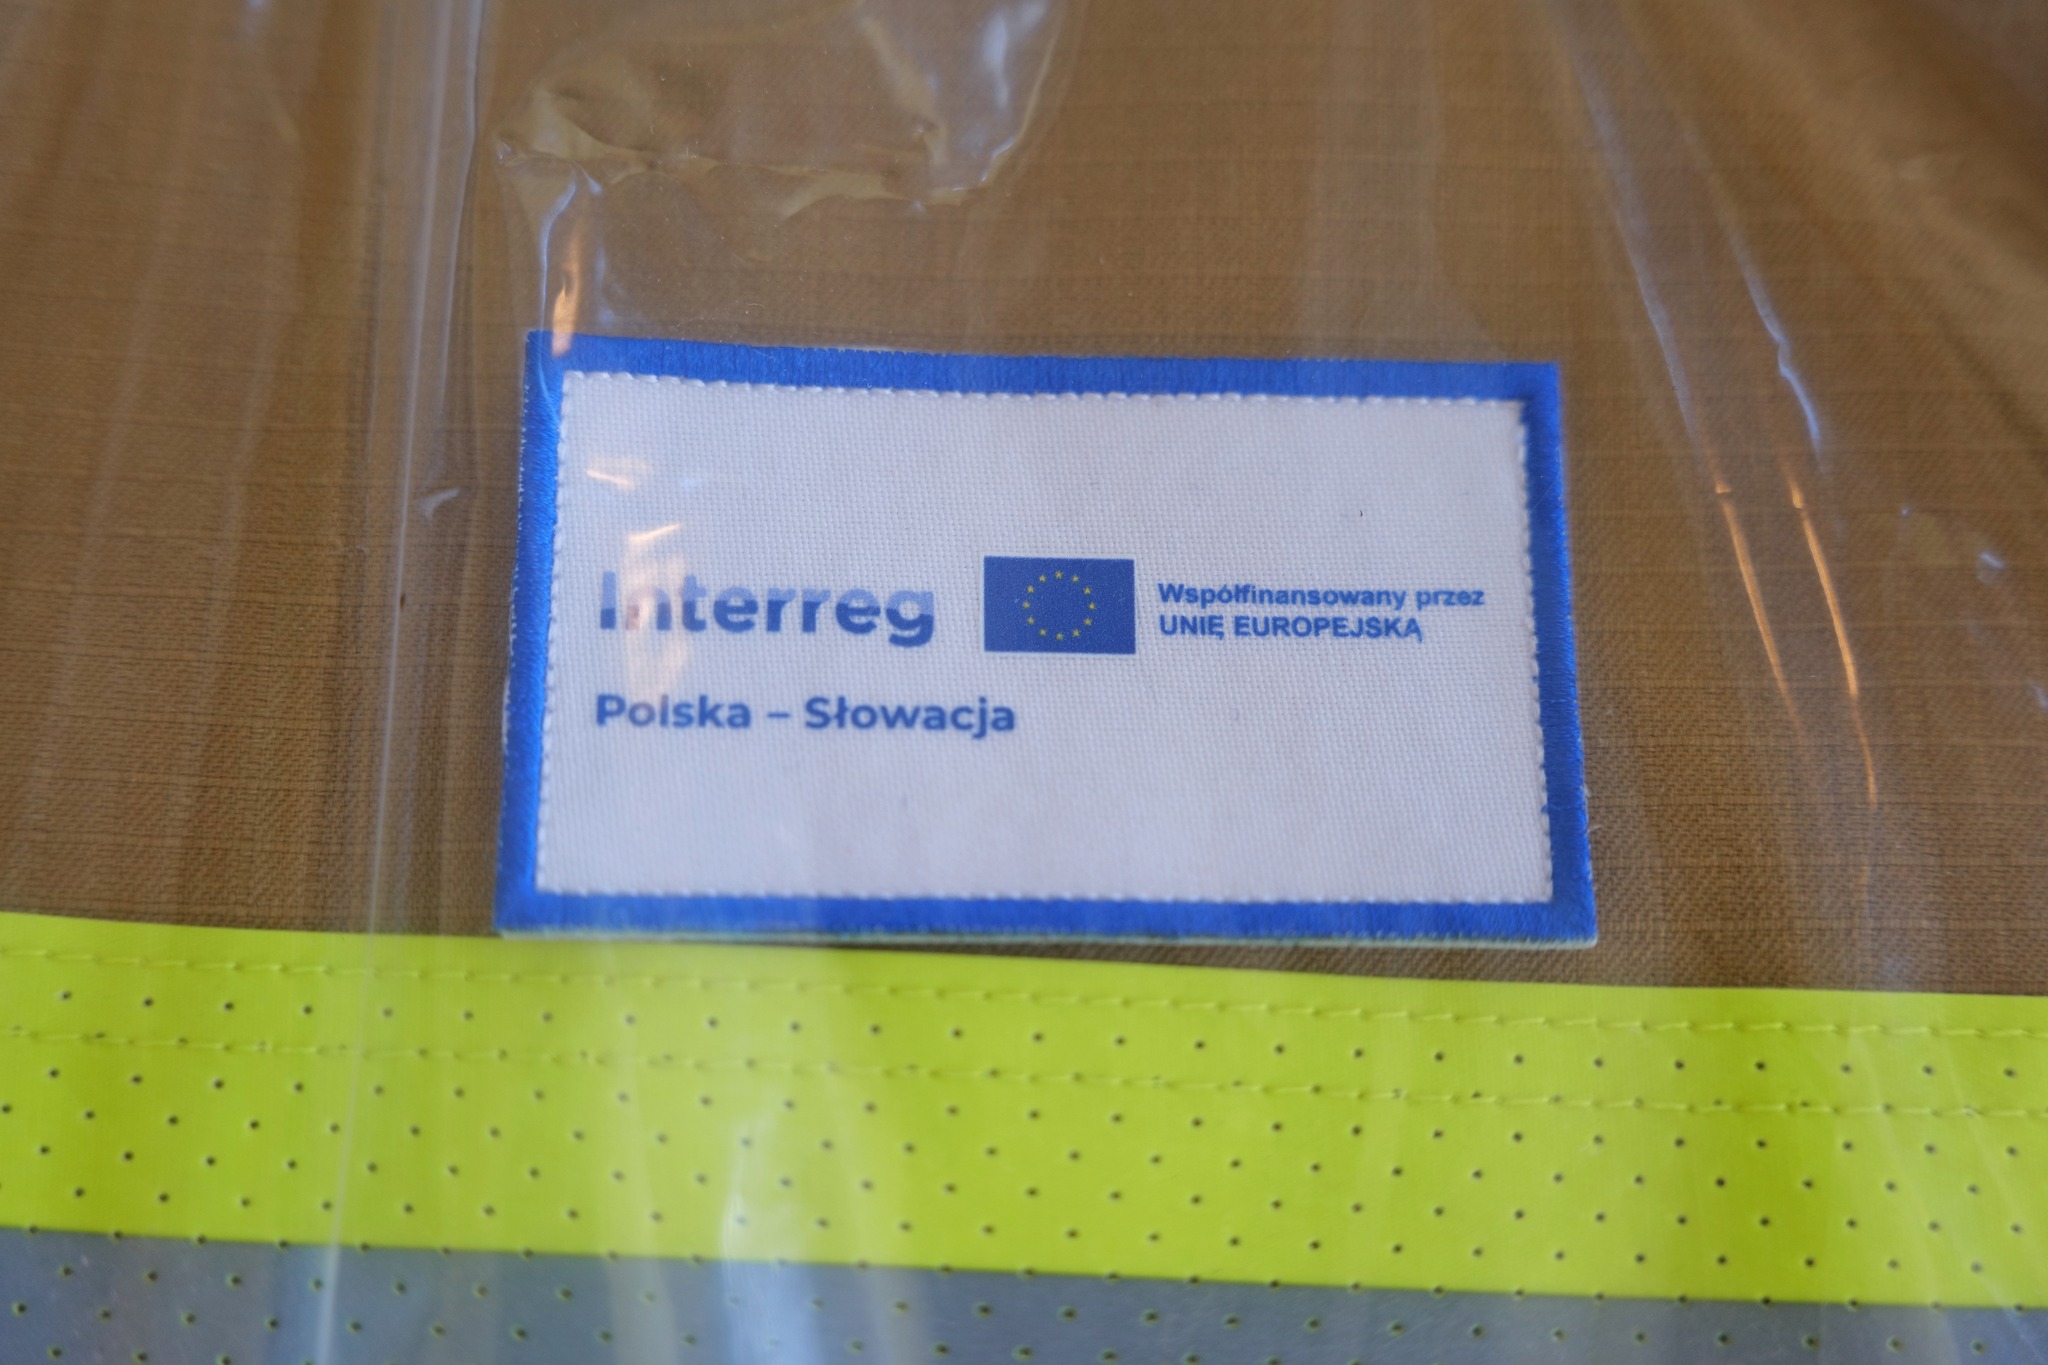 Interreg
Współfinansowany przez
UNIĘ EUROPEJSKĄ
Polska – Słowacja